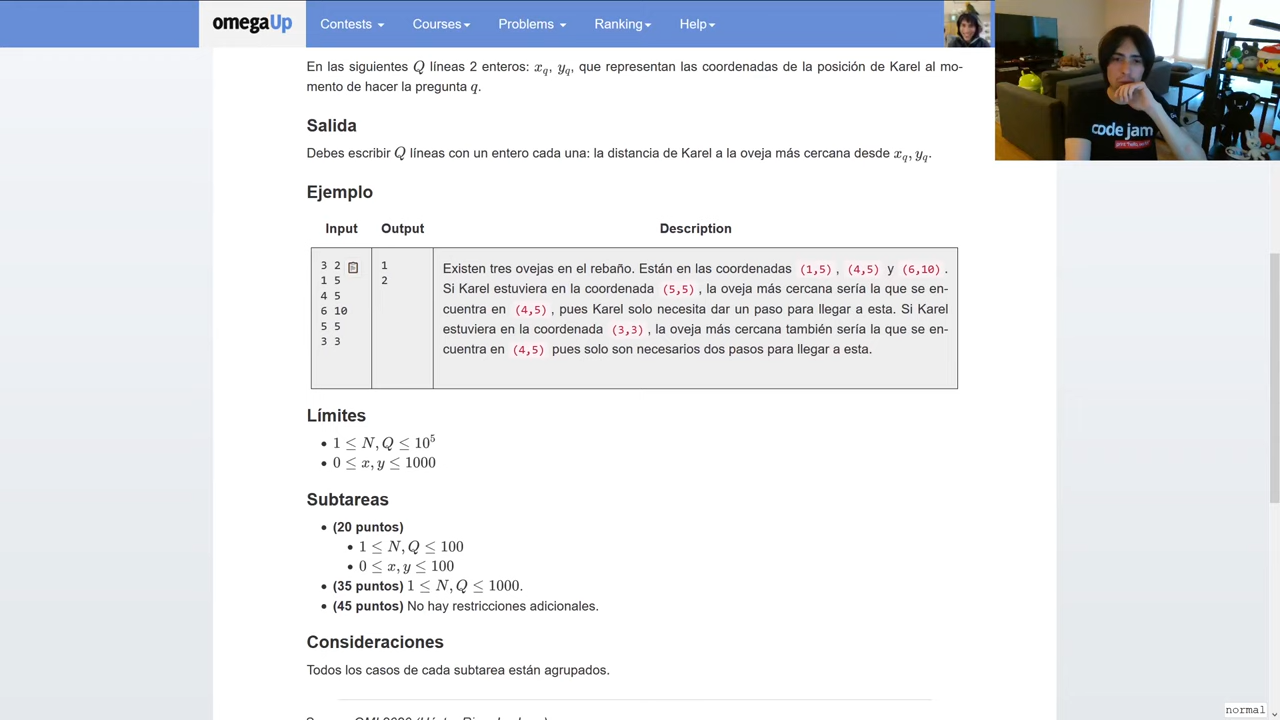 omegaUp Contests Courses Problems Ranking Help
En las siguientes Q líneas 2 enteros: x_q, y_q, que representan las coordenadas de la posición de Karel al mo-
mento de hacer la pregunta q.
Salida
Debes escribir Q líneas con un entero cada una: la distancia de Karel a la oveja más cercana desde x_q, y_q.
Ejemplo
Input Output Description
3 2
1 5
4 5
6 10
5 5
3 3
1
2
Existen tres ovejas en el rebaño. Están en las coordenadas (1,5), (4,5) y (6,10).
Si Karel estuviera en la coordenada (5,5), la oveja más cercana sería la que se en-
cuentra en (4,5), pues Karel solo necesita dar un paso para llegar a esta. Si Karel
estuviera en la coordenada (3,3), la oveja más cercana también sería la que se en-
cuentra en (4,5) pues solo son necesarios dos pasos para llegar a esta.
Límites
• 1 ≤ N, Q ≤ 10^5
• 0 ≤ x, y ≤ 1000
Subtareas
• (20 puntos)
• 1 ≤ N, Q ≤ 100
• 0 ≤ x, y ≤ 100
• (35 puntos) 1 ≤ N, Q ≤ 1000.
• (45 puntos) No hay restricciones adicionales.
Consideraciones
Todos los casos de cada subtarea están agrupados.
normal
code jam